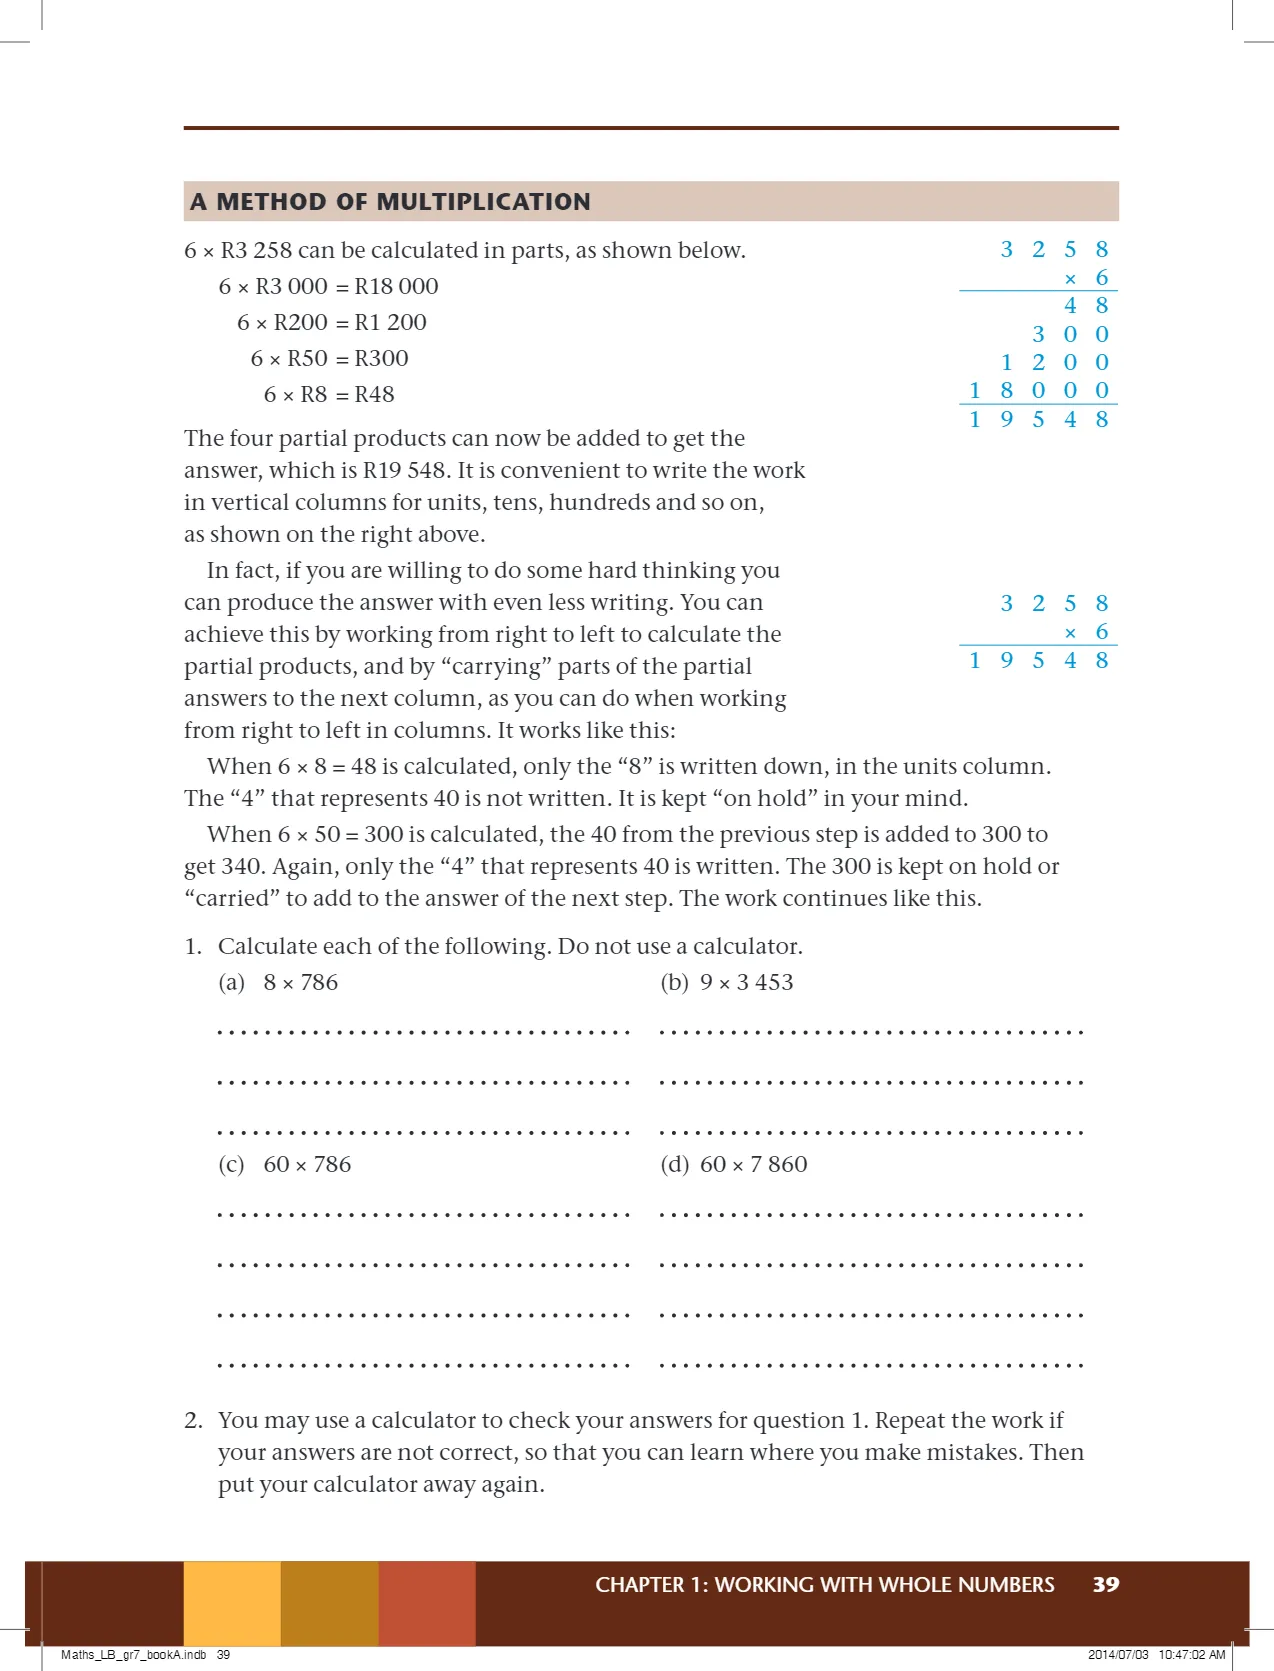 A METHOD OF MULTIPLICATION
6 × R3 258 can be calculated in parts, as shown below.
6 × R3 000 = R18 000
6 × R200 = R1 200
6 × R50 = R300
6 × R8 = R48
3 2 5 8
× 6
4 8
3 0 0
1 2 0 0
1 8 0 0 0
1 9 5 4 8
The four partial products can now be added to get the
answer, which is R19 548. It is convenient to write the work
in vertical columns for units, tens, hundreds and so on,
as shown on the right above.
In fact, if you are willing to do some hard thinking you
can produce the answer with even less writing. You can
achieve this by working from right to left to calculate the
partial products, and by “carrying” parts of the partial
answers to the next column, as you can do when working
from right to left in columns. It works like this:
3 2 5 8
× 6
1 9 5 4 8
When 6 × 8 = 48 is calculated, only the “8” is written down, in the units column.
The “4” that represents 40 is not written. It is kept “on hold” in your mind.
When 6 × 50 = 300 is calculated, the 40 from the previous step is added to 300 to
get 340. Again, only the “4” that represents 40 is written. The 300 is kept on hold or
“carried” to add to the answer of the next step. The work continues like this.
1. Calculate each of the following. Do not use a calculator.
(a) 8 × 786
(b) 9 × 3 453
(c) 60 × 786
(d) 60 × 7 860
2. You may use a calculator to check your answers for question 1. Repeat the work if
your answers are not correct, so that you can learn where you make mistakes. Then
put your calculator away again.
CHAPTER 1: WORKING WITH WHOLE NUMBERS 39
Maths_LB_gr7_bookA.indb 39
2014/07/03 10:47:02 AM